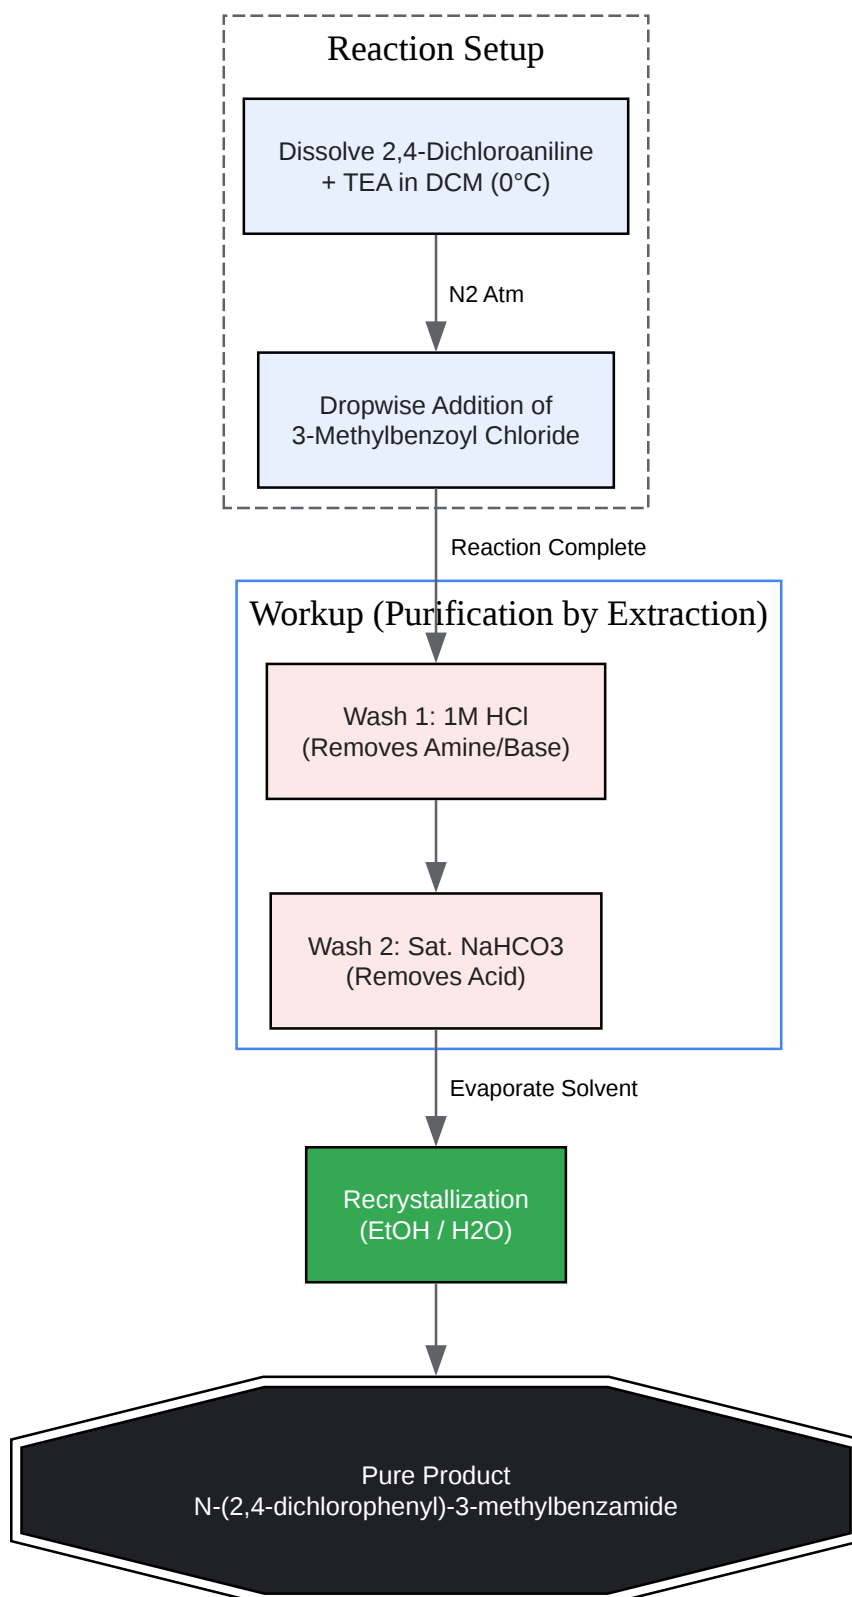 Reaction Setup
Dissolve 2,4-Dichloroaniline
+ TEA in DCM (0°C)
N2 Atm
Dropwise Addition of
3-Methylbenzoyl Chloride
Reaction Complete
Workup (Purification by Extraction)
Wash 1: 1M HCl
(Removes Amine/Base)
Wash 2: Sat. NaHCO3
(Removes Acid)
Evaporate Solvent
Recrystallization
(EtOH / H2O)
Pure Product
N-(2,4-dichlorophenyl)-3-methylbenzamide